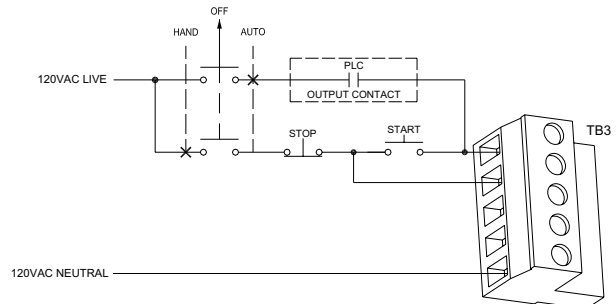 OFF
HAND
AUTO
120VAC LIVE
PLC
OUTPUT CONTACT
STOP
START
TB3
120VAC NEUTRAL